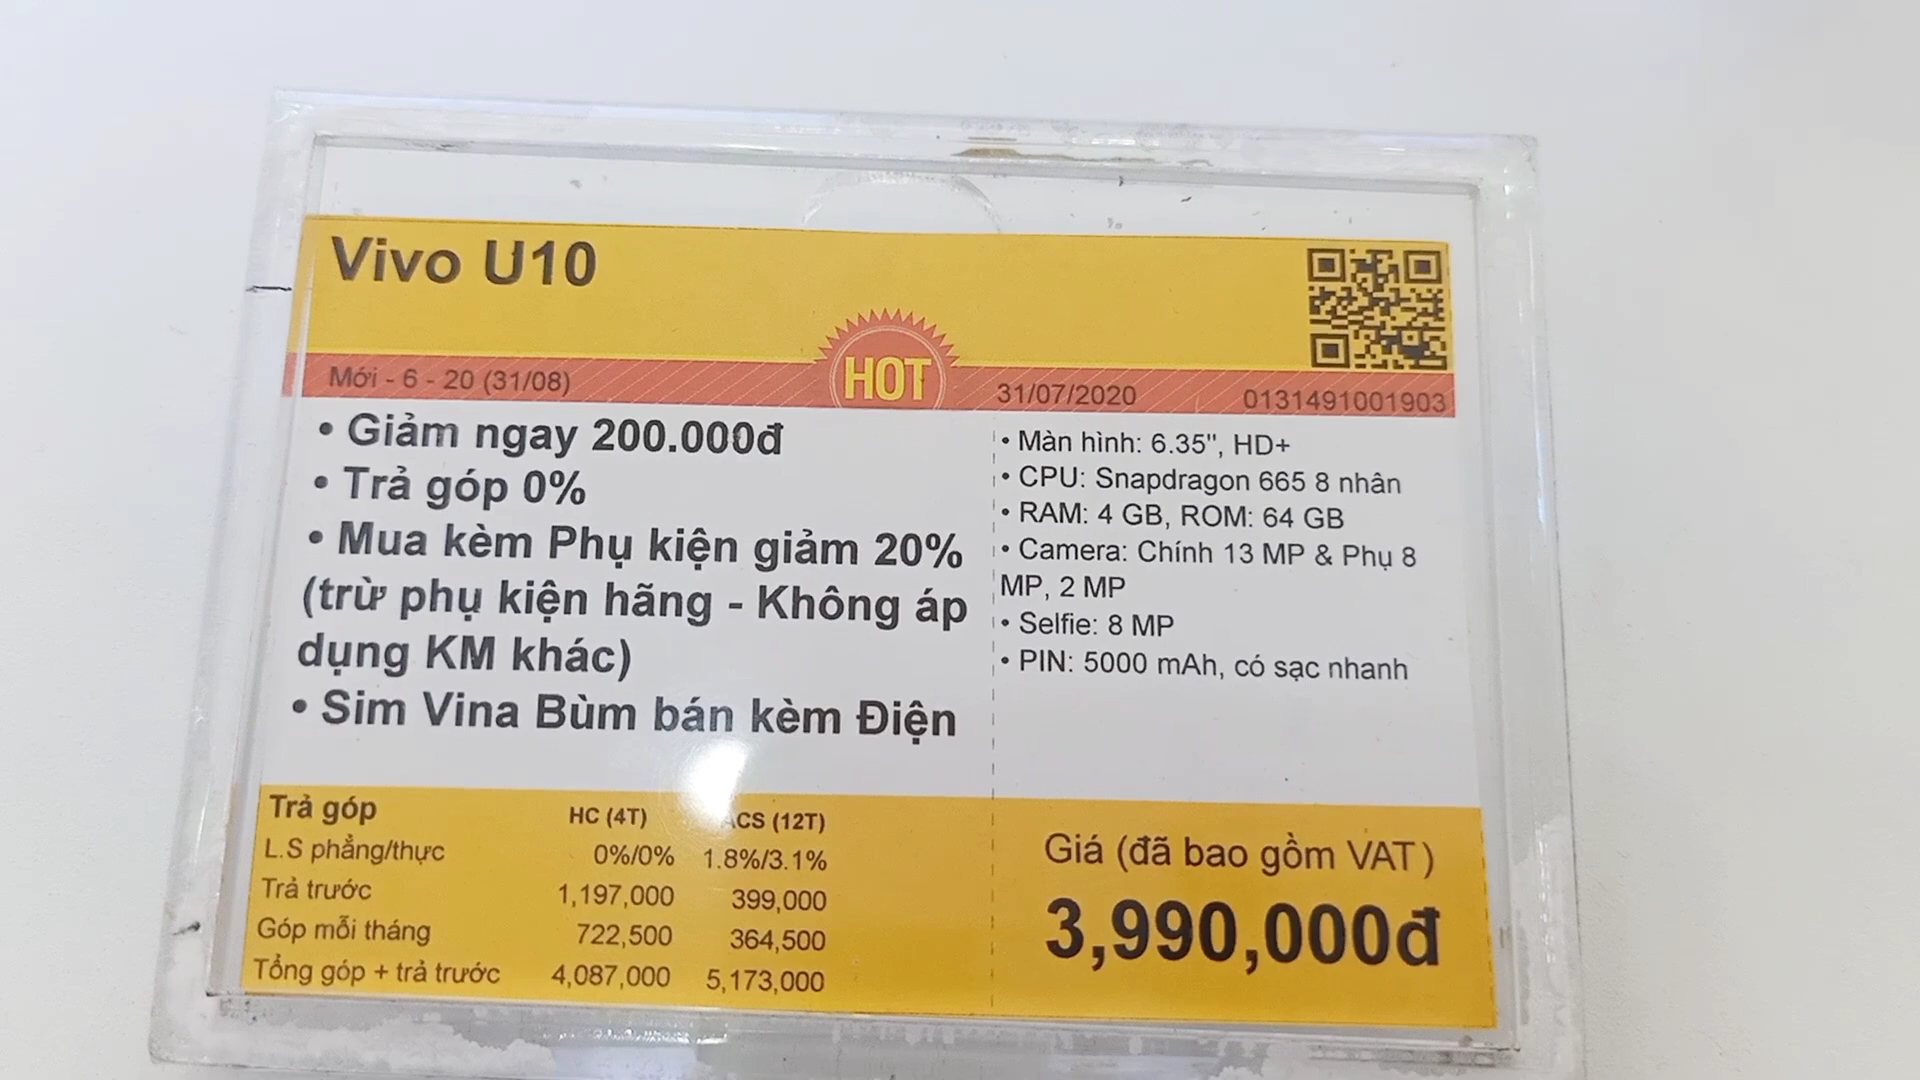 Vivo U10
HOT
Mới - 6 - 20 (31/08)
31/07/2020
0131491001903
• Giảm ngay 200.000đ
• Trả góp 0%
• Mua kèm Phụ kiện giảm 20%
(trừ phụ kiện hãng - Không áp
dụng KM khác)
• Sim Vina Bùm bán kèm Điện
• Màn hình: 6.35", HD+
• CPU: Snapdragon 665 8 nhân
• RAM: 4 GB, ROM: 64 GB
• Camera: Chính 13 MP & Phụ 8
MP, 2 MP
• Selfie: 8 MP
• PIN: 5000 mAh, có sạc nhanh
Trả góp HC (4T) ACS (12T)
L.S phẳng/thực 0%/0% 1.8%/3.1%
Trả trước 1,197,000 399,000
Góp mỗi tháng 722,500 364,500
Tổng góp + trả trước 4,087,000 5,173,000
Giá (đã bao gồm VAT)
3,990,000đ